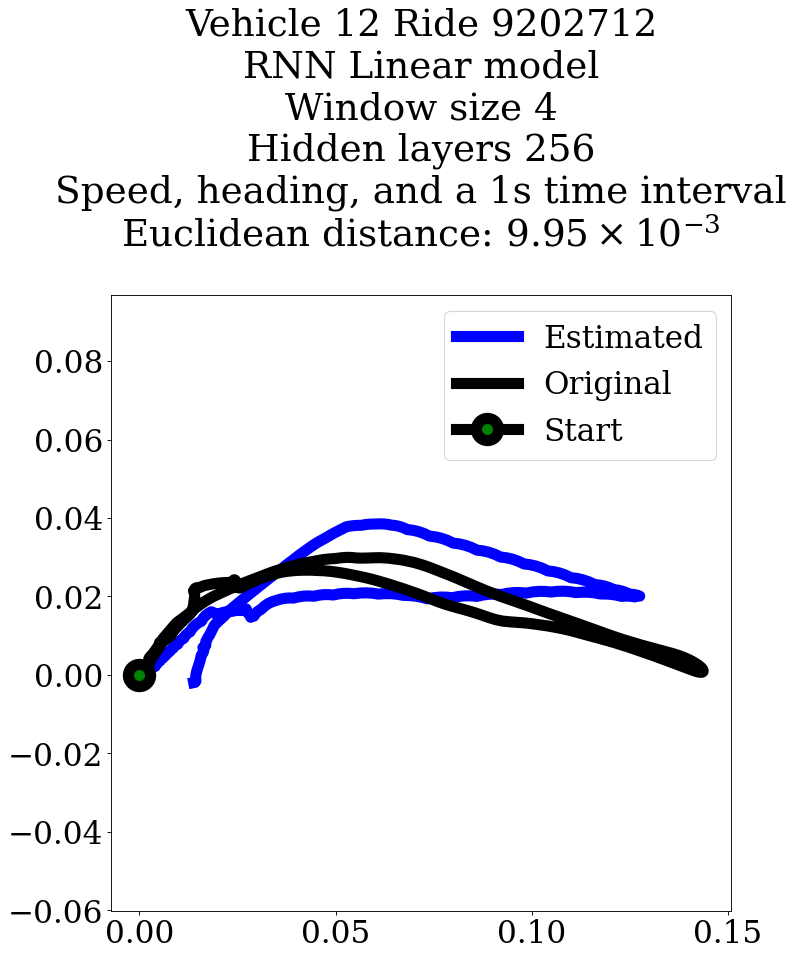 Vehicle 12 Ride 9202712
RNN Linear model
Window size 4
Hidden layers 256
Speed, heading, and a 1s time interval
Euclidean distance: 9.95 × 10⁻³
Estimated
Original
Start
0.08
0.06
0.04
0.02
0.00
−0.02
−0.04
−0.06
0.00 0.05 0.10 0.15